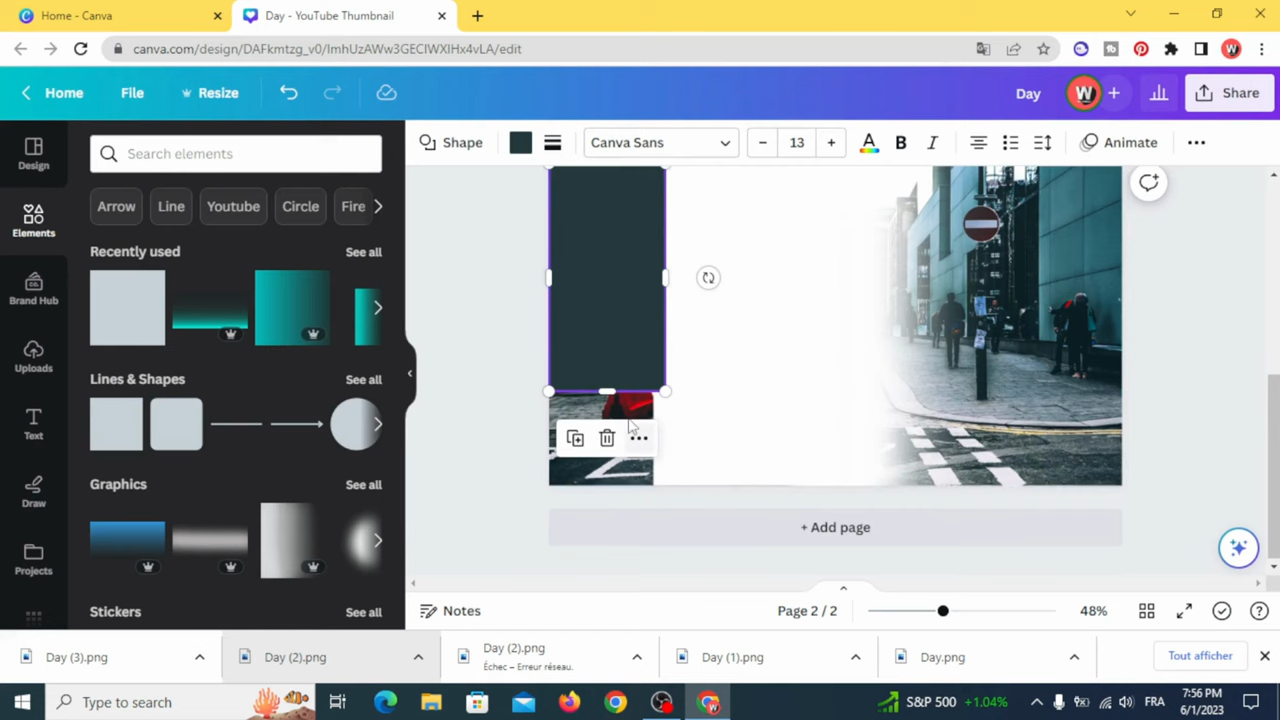 Home - Canva
Day - YouTube Thumbnail
canva.com/design/DAFkmtzg_v0/ImhUzAWw3GECIWXIHx4vLA/edit
Home
File
Resize
Day
W
Share
Design
Elements
Brand Hub
Uploads
Text
Draw
Projects
Search elements
Arrow
Line
Youtube
Circle
Fire
Recently used
See all
Lines & Shapes
See all
Graphics
See all
Stickers
See all
Shape
Canva Sans
13
A
B
I
Animate
+ Add page
Notes
Page 2 / 2
48%
Day (3).png
Day (2).png
Day (2).png
Échec – Erreur réseau.
Day (1).png
Day.png
Tout afficher
Type to search
S&P 500 +1.04%
FRA
7:56 PM
6/1/2023